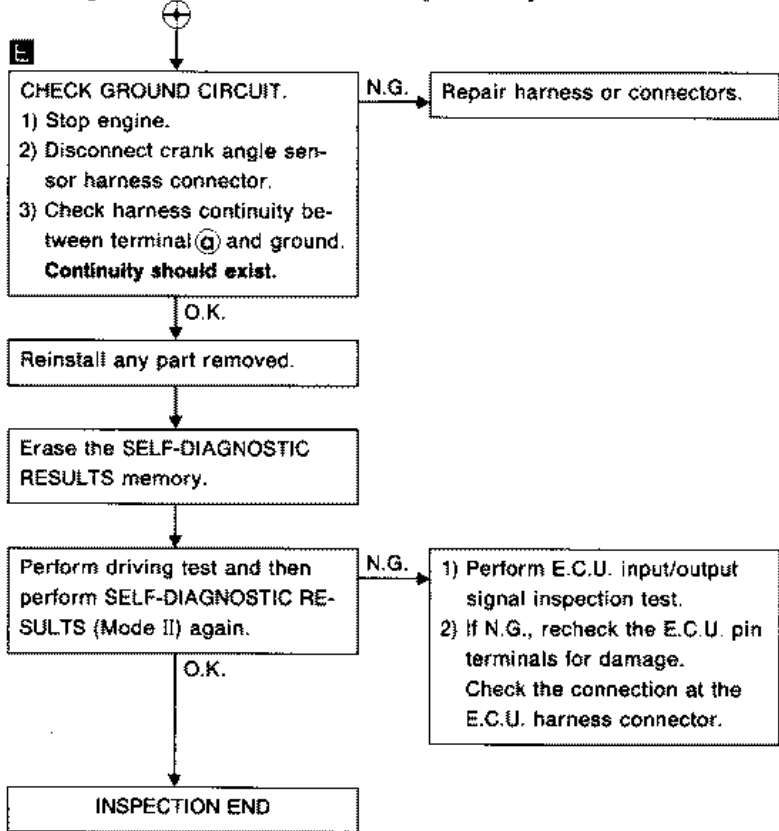 E
CHECK GROUND CIRCUIT.
1) Stop engine.
2) Disconnect crank angle sen-
sor harness connector.
3) Check harness continuity be-
tween terminal ⓐ and ground.
Continuity should exist.
N.G.
Repair harness or connectors.
O.K.
Reinstall any part removed.
Erase the SELF-DIAGNOSTIC
RESULTS memory.
Perform driving test and then
perform SELF-DIAGNOSTIC RE-
SULTS (Mode II) again.
N.G.
1) Perform E.C.U. input/output
signal inspection test.
2) If N.G., recheck the E.C.U. pin
terminals for damage.
Check the connection at the
E.C.U. harness connector.
O.K.
INSPECTION END